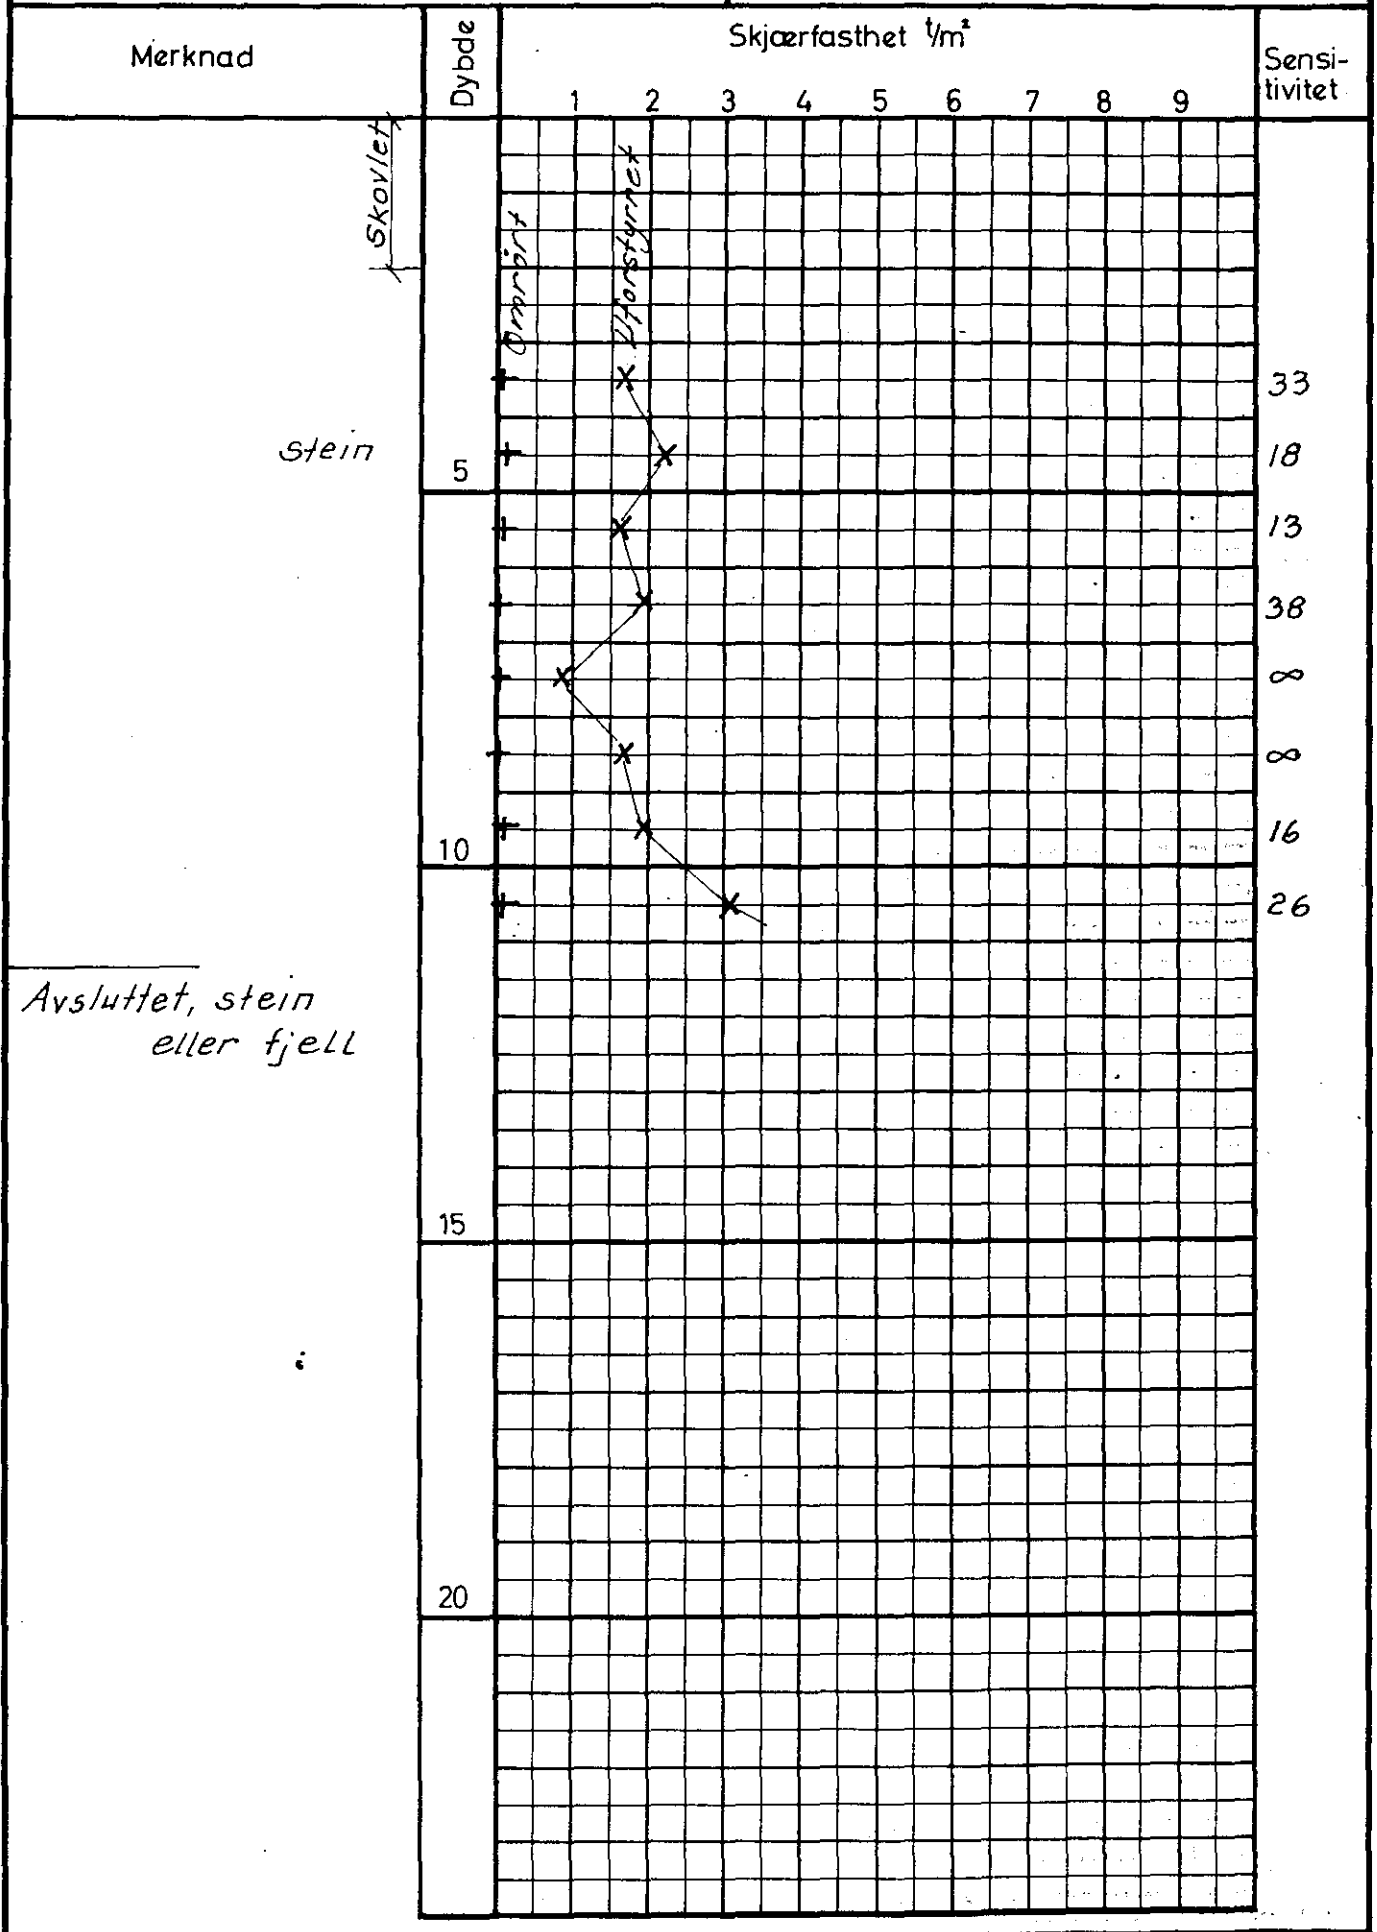 Merknad
Dybde
Skjærfasthet t/m²
Sensi-
tivitet
1 2 3 4 5 6 7 8 9
Skovlet
Omrört
Uforstyrret
33
stein
18
5
13
38
∞
∞
16
10
26
Avsluttet, stein
eller fjell
15
20